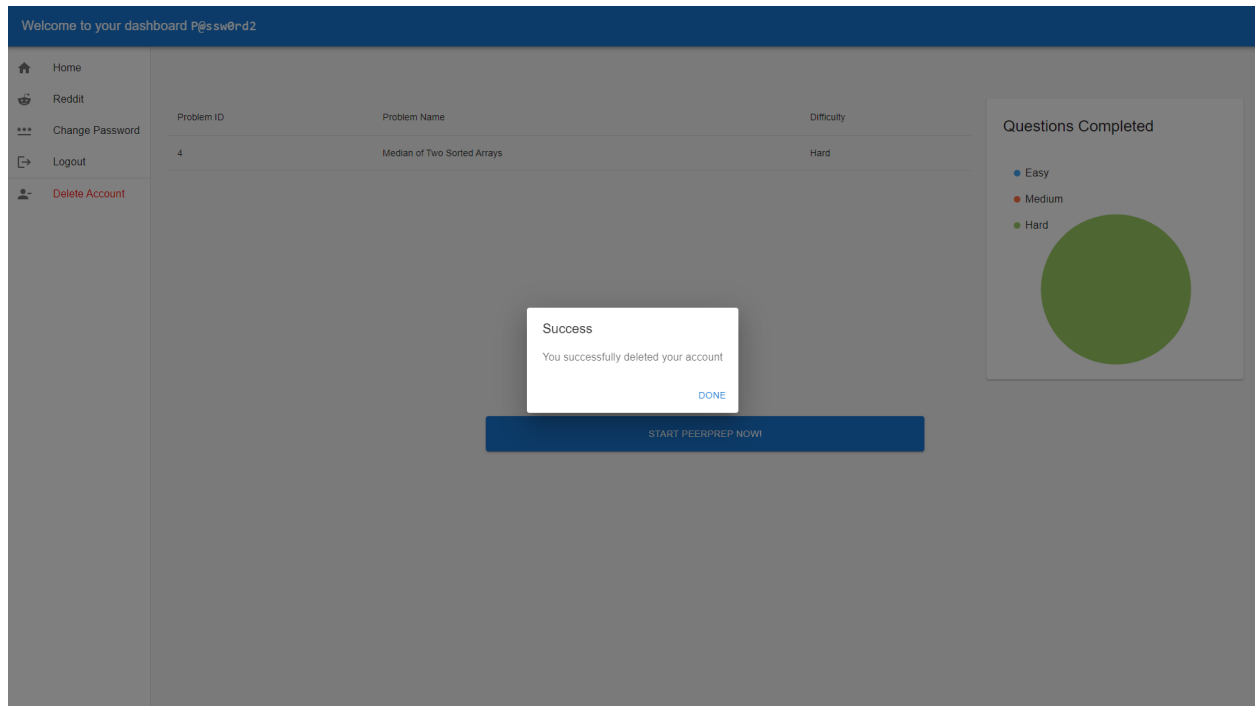 Welcome to your dashboard P@ssw0rd2
Home
Reddit
Change Password
Logout
Delete Account
Problem ID Problem Name Difficulty
4 Median of Two Sorted Arrays Hard
Questions Completed
Easy
Medium
Hard
Success
You successfully deleted your account
DONE
START PEERPREP NOW!